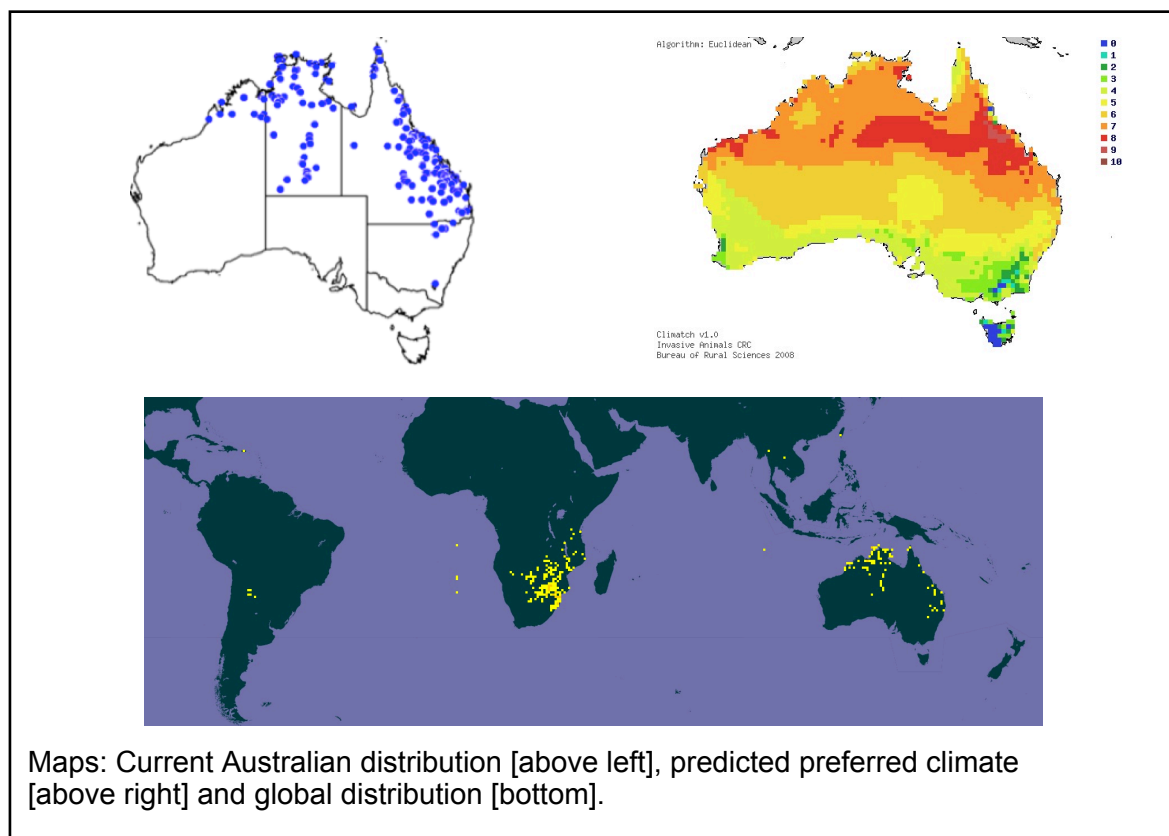 Algorithm: Euclidean
0
1
2
3
4
5
6
7
8
9
10
Climatch v1.0
Invasive Animals CRC
Bureau of Rural Sciences 2008
Maps: Current Australian distribution [above left], predicted preferred climate
[above right] and global distribution [bottom].